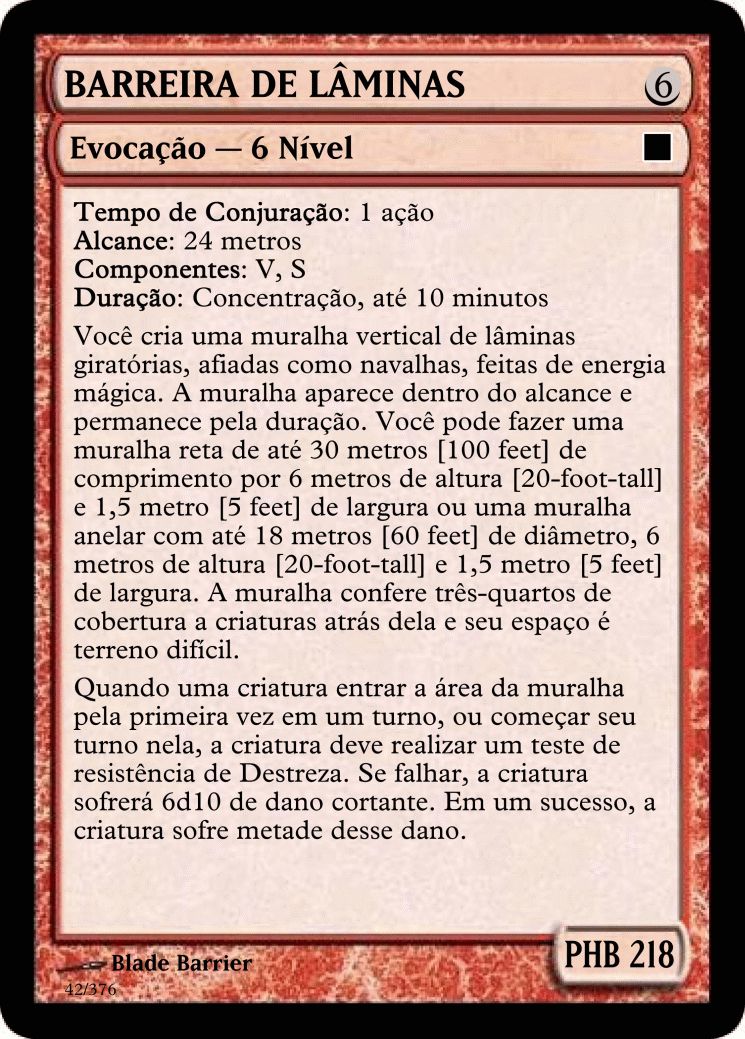 BARREIRA DE LÂMINAS 6
Evocação — 6 Nível
Tempo de Conjuração: 1 ação
Alcance: 24 metros
Componentes: V, S
Duração: Concentração, até 10 minutos
Você cria uma muralha vertical de lâminas
giratórias, afiadas como navalhas, feitas de energia
mágica. A muralha aparece dentro do alcance e
permanece pela duração. Você pode fazer uma
muralha reta de até 30 metros [100 feet] de
comprimento por 6 metros de altura [20-foot-tall]
e 1,5 metro [5 feet] de largura ou uma muralha
anelar com até 18 metros [60 feet] de diâmetro, 6
metros de altura [20-foot-tall] e 1,5 metro [5 feet]
de largura. A muralha confere três-quartos de
cobertura a criaturas atrás dela e seu espaço é
terreno difícil.
Quando uma criatura entrar a área da muralha
pela primeira vez em um turno, ou começar seu
turno nela, a criatura deve realizar um teste de
resistência de Destreza. Se falhar, a criatura
sofrerá 6d10 de dano cortante. Em um sucesso, a
criatura sofre metade desse dano.
PHB 218
Blade Barrier
42/376